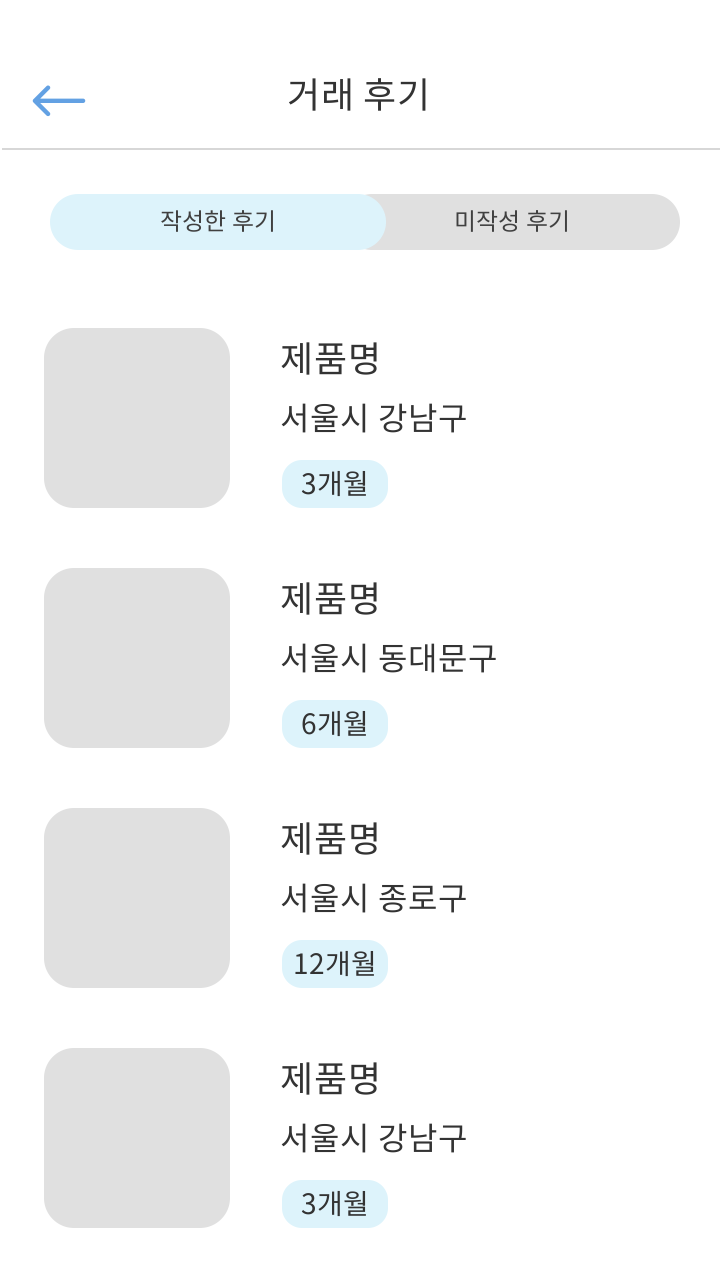 거래 후기
작성한 후기
미작성 후기
제품명
서울시 강남구
3개월
제품명
서울시 동대문구
6개월
제품명
서울시 종로구
12개월
제품명
서울시 강남구
3개월